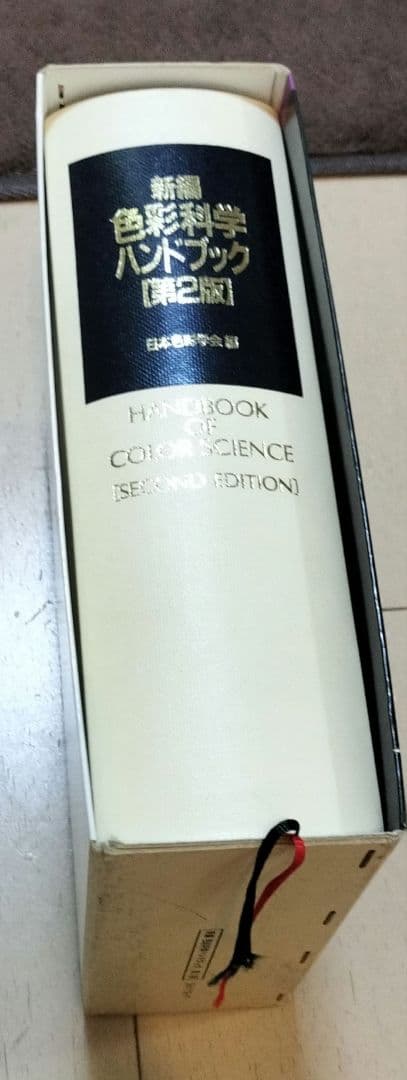 新編
色彩科学
ハンドブック
[第2版]
日本色彩学会 編
HANDBOOK
OF
COLOR SCIENCE
[SECOND EDITION]